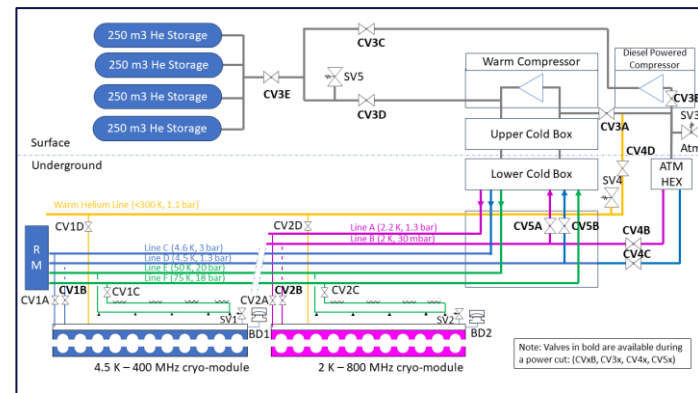 250 m3 He Storage
250 m3 He Storage
250 m3 He Storage
250 m3 He Storage
CV3E
CV3C
SV5
CV3D
Warm Compressor
Diesel Powered
Compressor
CV3B
CV3A
SV3
Atm
Upper Cold Box
CV4D
Surface
Underground
Lower Cold Box
SV4
ATM
HEX
Warm Helium Line (<300 K, 1.1 bar)
CV1D
CV2D
Line A (2.2 K, 1.3 bar)
Line B (2 K, 30 mbar)
CV5A
CV5B
CV4B
CV4C
R
M
Line C (4.6 K, 3 bar)
Line D (4.5 K, 1.3 bar)
Line E (50 K, 20 bar)
Line F (75 K, 18 bar)
CV1A
CV1B
CV1C
CV2A
CV2B
CV2C
SV1
BD1
SV2
BD2
4.5 K – 400 MHz cryo-module
2 K – 800 MHz cryo-module
Note: Valves in bold are available during
a power cut: (CVxB, CV3x, CV4x, CV5x)